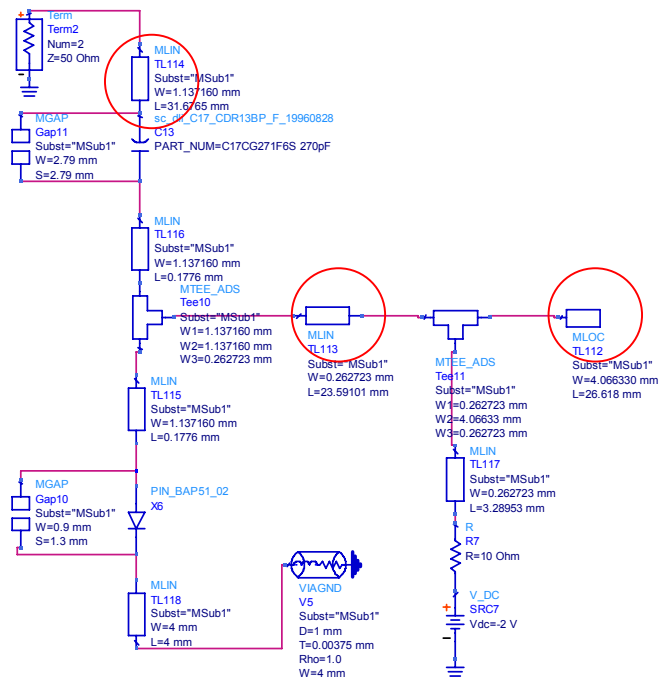 +
Term
Term2
Num=2
Z=50 Ohm
-
MLIN
TL114
Subst="MSub1"
W=1.137160 mm
L=31.6765 mm
MGAP
Gap11
Subst="MSub1"
W=2.79 mm
S=2.79 mm
sc_dli_C17_CDR13BP_F_19960828
C13
PART_NUM=C17CG271F6S 270pF
MLIN
TL116
Subst="MSub1"
W=1.137160 mm
L=0.1776 mm
MTEE_ADS
Tee10
Subst="MSub1"
W1=1.137160 mm
W2=1.137160 mm
W3=0.262723 mm
MLIN
TL113
Subst="MSub1"
W=0.262723 mm
L=23.59101 mm
MTEE_ADS
Tee11
Subst="MSub1"
W1=0.262723 mm
W2=4.06633 mm
W3=0.262723 mm
MLOC
TL112
Subst="MSub1"
W=4.066330 mm
L=26.618 mm
MLIN
TL115
Subst="MSub1"
W=1.137160 mm
L=0.1776 mm
MLIN
TL117
Subst="MSub1"
W=0.262723 mm
L=3.28953 mm
MGAP
Gap10
Subst="MSub1"
W=0.9 mm
S=1.3 mm
PIN_BAP51_02
X6
R
R7
R=10 Ohm
MLIN
TL118
Subst="MSub1"
W=4 mm
L=4 mm
VIAGND
V5
Subst="MSub1"
D=1 mm
T=0.00375 mm
Rho=1.0
W=4 mm
+
V_DC
SRC7
Vdc=-2 V
-